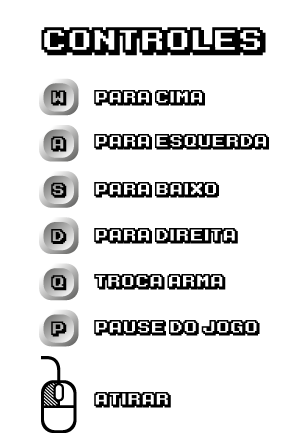 CONTROLES
W PARA CIMA
A PARA ESQUERDA
S PARA BAIXO
D PARA DIREITA
Q TROCA ARMA
P PAUSE DO JOGO
ATIRAR